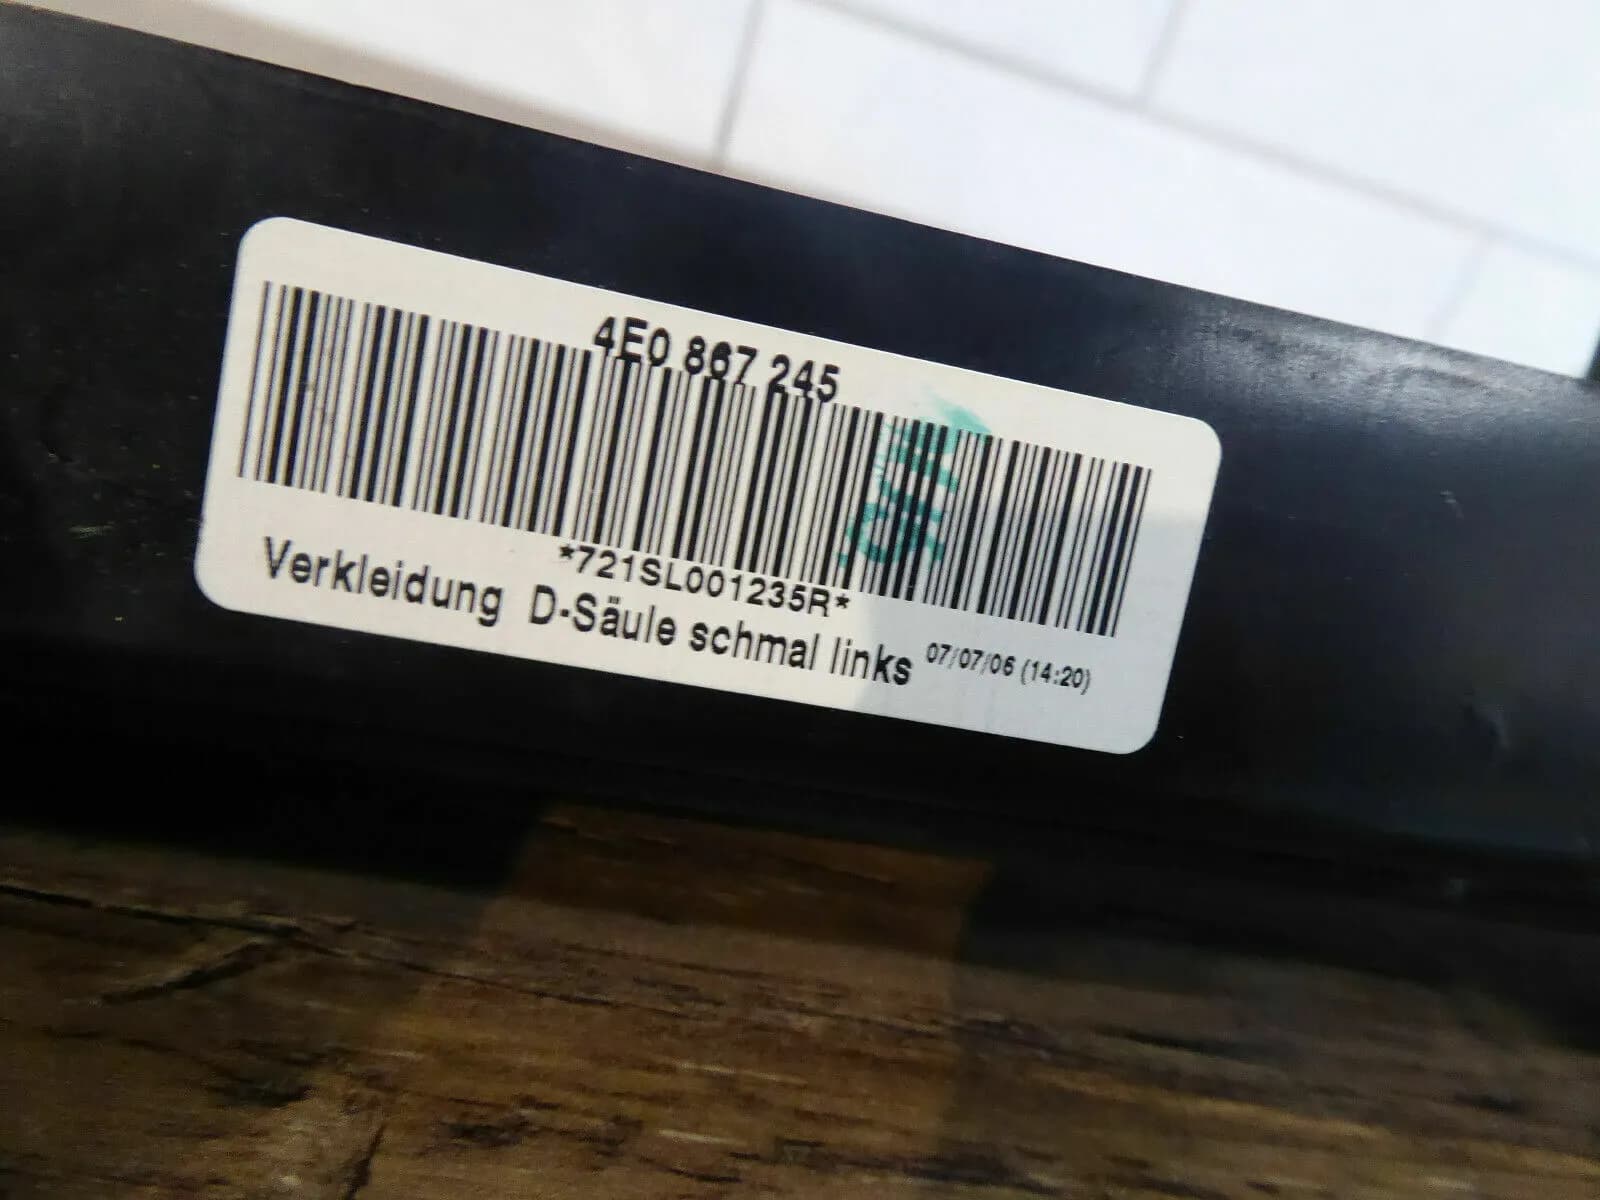 4E0 867 245
*721SL001235R*
Verkleidung D-Säule schmal links 07/07/06 (14:20)